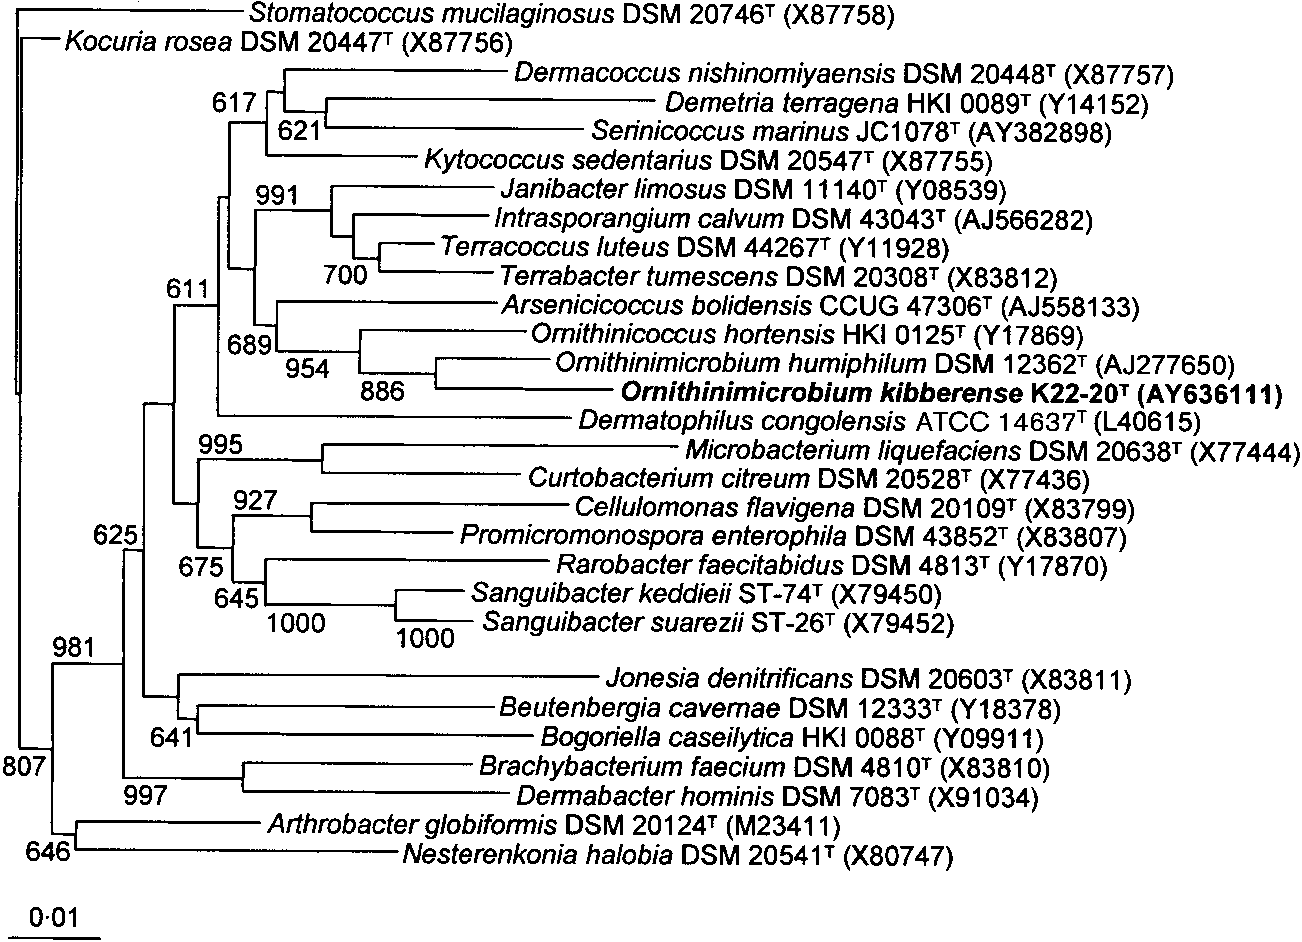 Stomatococcus mucilaginosus DSM 20746ᵀ (X87758)
Kocuria rosea DSM 20447ᵀ (X87756)
Dermacoccus nishinomiyaensis DSM 20448ᵀ (X87757)
617
Demetria terragena HKI 0089ᵀ (Y14152)
621
Serinicoccus marinus JC1078ᵀ (AY382898)
Kytococcus sedentarius DSM 20547ᵀ (X87755)
991
Janibacter limosus DSM 11140ᵀ (Y08539)
Intrasporangium calvum DSM 43043ᵀ (AJ566282)
Terracoccus luteus DSM 44267ᵀ (Y11928)
700
Terrabacter tumescens DSM 20308ᵀ (X83812)
611
Arsenicicoccus bolidensis CCUG 47306ᵀ (AJ558133)
Ornithinicoccus hortensis HKI 0125ᵀ (Y17869)
689
954
Ornithinimicrobium humiphilum DSM 12362ᵀ (AJ277650)
886
Ornithinimicrobium kibberense K22-20ᵀ (AY636111)
Dermatophilus congolensis ATCC 14637ᵀ (L40615)
995
Microbacterium liquefaciens DSM 20638ᵀ (X77444)
Curtobacterium citreum DSM 20528ᵀ (X77436)
927
Cellulomonas flavigena DSM 20109ᵀ (X83799)
625
Promicromonospora enterophila DSM 43852ᵀ (X83807)
675
Rarobacter faecitabidus DSM 4813ᵀ (Y17870)
645
Sanguibacter keddieii ST-74ᵀ (X79450)
1000
Sanguibacter suarezii ST-26ᵀ (X79452)
1000
981
Jonesia denitrificans DSM 20603ᵀ (X83811)
Beutenbergia cavernae DSM 12333ᵀ (Y18378)
641
Bogoriella caseilytica HKI 0088ᵀ (Y09911)
807
Brachybacterium faecium DSM 4810ᵀ (X83810)
997
Dermabacter hominis DSM 7083ᵀ (X91034)
Arthrobacter globiformis DSM 20124ᵀ (M23411)
646
Nesterenkonia halobia DSM 20541ᵀ (X80747)
0·01